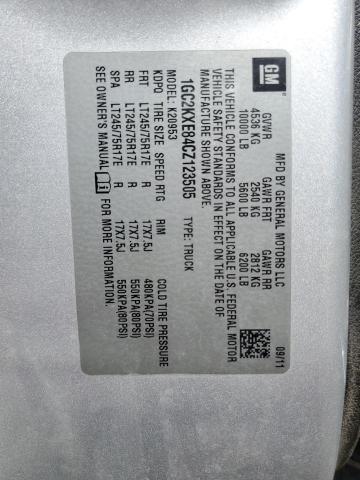 GM
MFD BY GENERAL MOTORS LLC 09/11
GVWR GAWR FRT GAWR RR
4536 KG 2540 KG 2812 KG
10000 LB 5600 LB 6200 LB
THIS VEHICLE CONFORMS TO ALL APPLICABLE U.S. FEDERAL MOTOR
VEHICLE SAFETY STANDARDS IN EFFECT ON THE DATE OF
MANUFACTURE SHOWN ABOVE.
1GC2KXE84CZ123505 TYPE: TRUCK
MODEL: K20953
KDPQ TIRE SIZE SPEED RTG RIM COLD TIRE PRESSURE
FRT LT245/75R17E R 17X7.5J 480KPA(70PSI)
RR LT245/75R17E R 17X7.5J 550KPA(80PSI)
SPA LT245/75R17E R 17X7.5J 550KPA(80PSI)
SEE OWNER'S MANUAL i FOR MORE INFORMATION.